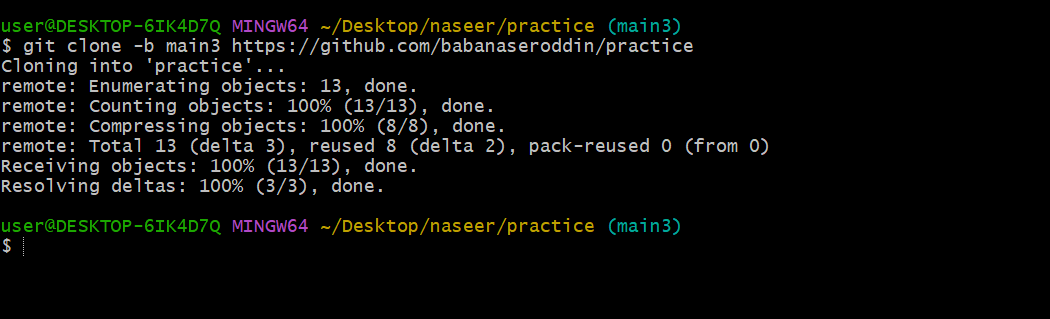 user@DESKTOP-6IK4D7Q MINGW64 ~/Desktop/naseer/practice (main3)
$ git clone -b main3 https://github.com/babanaseroddin/practice
Cloning into 'practice'...
remote: Enumerating objects: 13, done.
remote: Counting objects: 100% (13/13), done.
remote: Compressing objects: 100% (8/8), done.
remote: Total 13 (delta 3), reused 8 (delta 2), pack-reused 0 (from 0)
Receiving objects: 100% (13/13), done.
Resolving deltas: 100% (3/3), done.
user@DESKTOP-6IK4D7Q MINGW64 ~/Desktop/naseer/practice (main3)
$